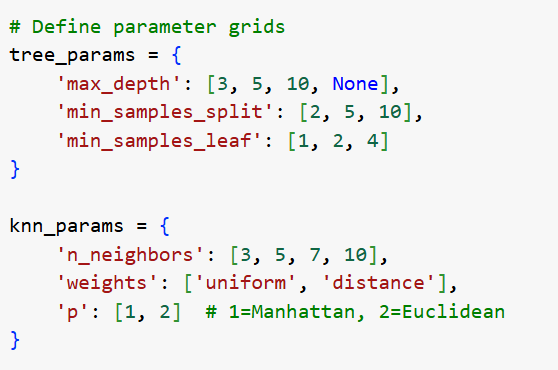 # Define parameter grids
tree_params = {
    'max_depth': [3, 5, 10, None],
    'min_samples_split': [2, 5, 10],
    'min_samples_leaf': [1, 2, 4]
}

knn_params = {
    'n_neighbors': [3, 5, 7, 10],
    'weights': ['uniform', 'distance'],
    'p': [1, 2]  # 1=Manhattan, 2=Euclidean
}